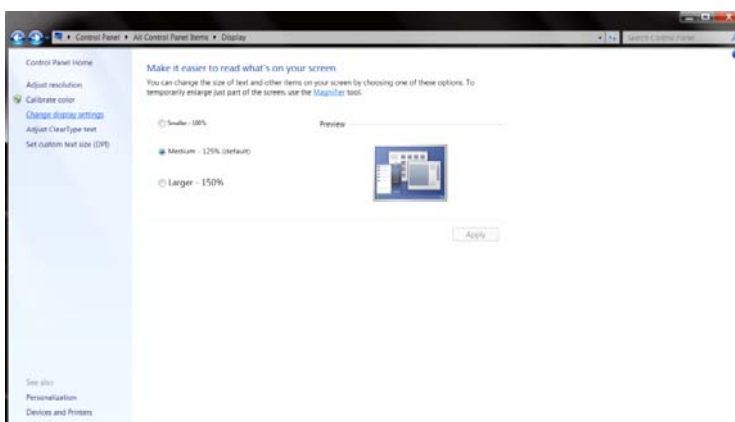 Control Panel ▸ All Control Panel Items ▸ Display
Search Control Panel
Control Panel Home
Adjust resolution
Calibrate color
Change display settings
Adjust ClearType text
Set custom text size (DPI)
Make it easier to read what's on your screen
You can change the size of text and other items on your screen by choosing one of these options. To
temporarily enlarge just part of the screen, use the Magnifier tool.
Smaller - 100%
Preview
Medium - 125% (default)
Larger - 150%
Apply
See also
Personalization
Devices and Printers